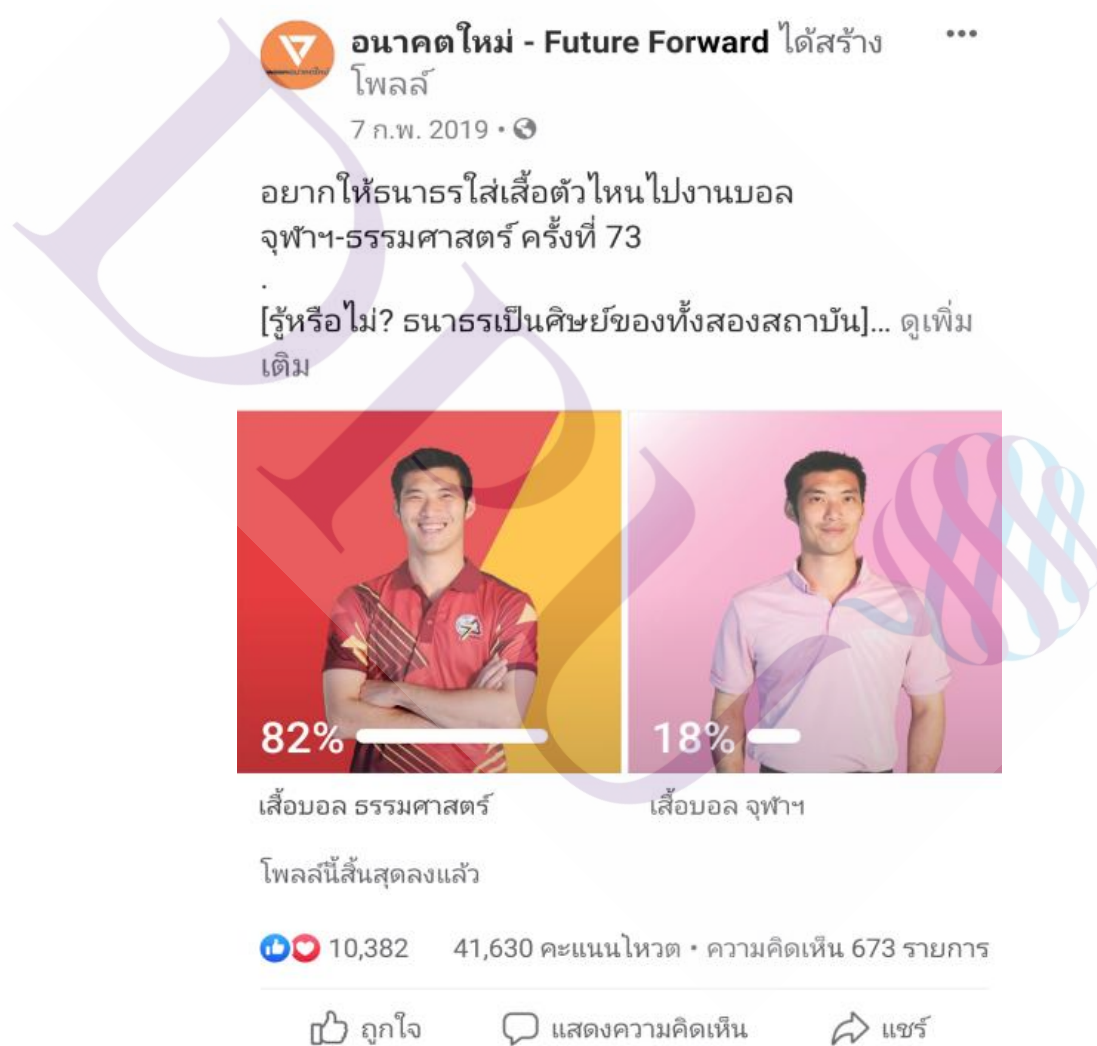 อนาคตใหม่ - Future Forward ได้สร้าง
โพลล์
7 ก.พ. 2019 •
อยากให้ธนาธรใส่เสื้อตัวไหนไปงานบอล
จุฬาฯ-ธรรมศาสตร์ ครั้งที่ 73
.
[รู้หรือไม่? ธนาธรเป็นศิษย์ของทั้งสองสถาบัน]... ดูเพิ่ม
เติม
82% 18%
เสื้อบอล ธรรมศาสตร์ เสื้อบอล จุฬาฯ
โพลล์นี้สิ้นสุดลงแล้ว
10,382 41,630 คะแนนโหวต • ความคิดเห็น 673 รายการ
ถูกใจ แสดงความคิดเห็น แชร์
DPU